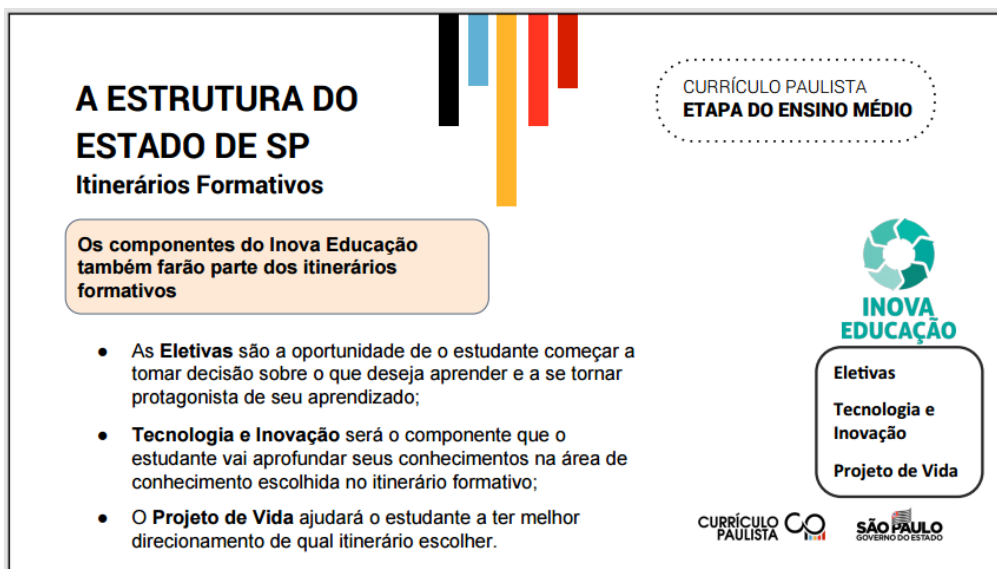 A ESTRUTURA DO
ESTADO DE SP
Itinerários Formativos
CURRÍCULO PAULISTA
ETAPA DO ENSINO MÉDIO
Os componentes do Inova Educação
também farão parte dos itinerários
formativos
● As Eletivas são a oportunidade de o estudante começar a
tomar decisão sobre o que deseja aprender e a se tornar
protagonista de seu aprendizado;
● Tecnologia e Inovação será o componente que o
estudante vai aprofundar seus conhecimentos na área de
conhecimento escolhida no itinerário formativo;
● O Projeto de Vida ajudará o estudante a ter melhor
direcionamento de qual itinerário escolher.
INOVA
EDUCAÇÃO
Eletivas
Tecnologia e
Inovação
Projeto de Vida
CURRÍCULO
PAULISTA
SÃO PAULO
GOVERNO DO ESTADO